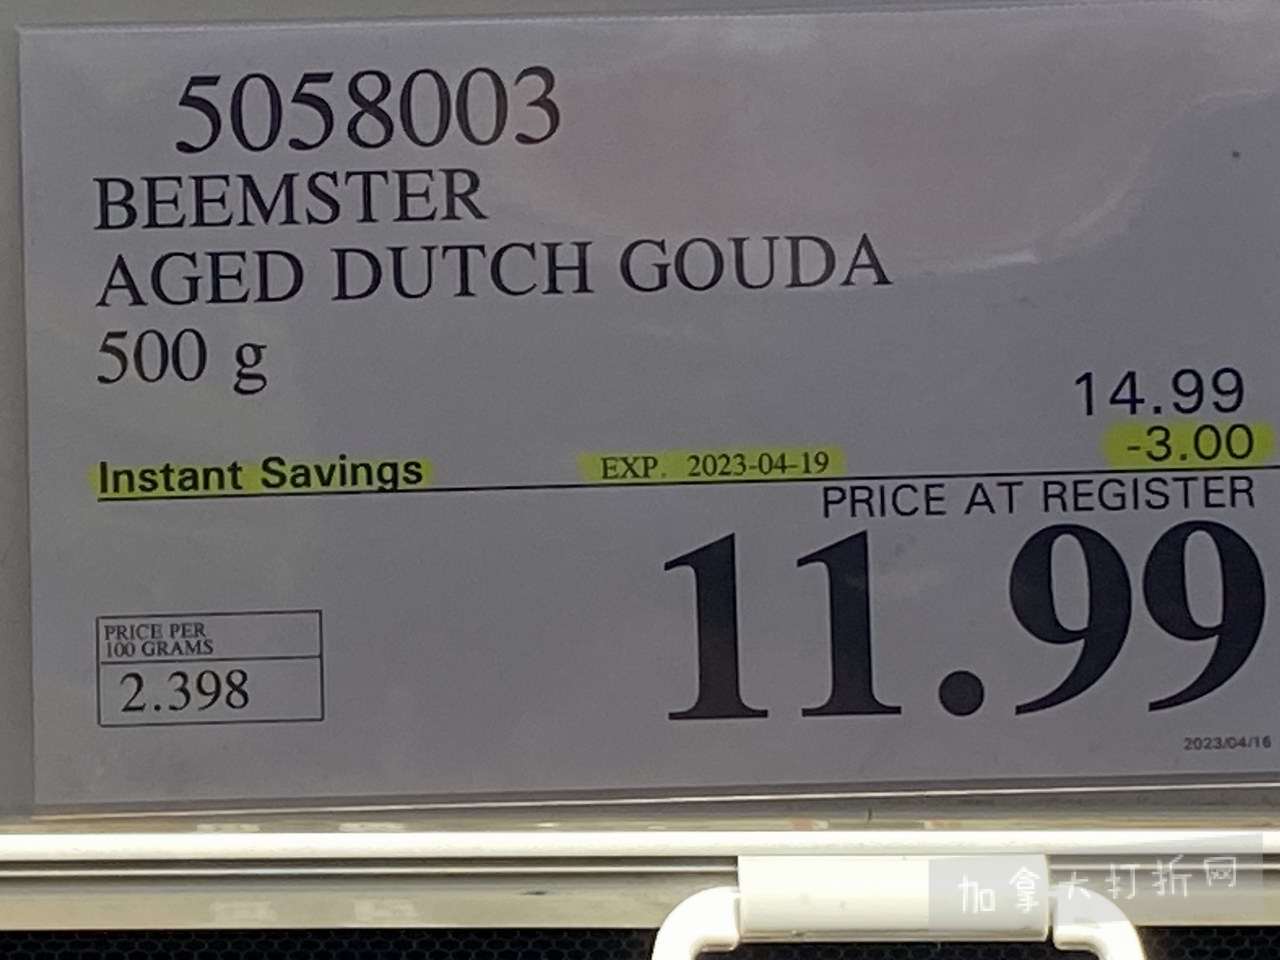 5058003
BEEMSTER
AGED DUTCH GOUDA
500 g
14.99
Instant Savings EXP. 2023-04-19 -3.00
PRICE AT REGISTER
11.99
PRICE PER
100 GRAMS
2.398
2023/04/16
加拿大打折网